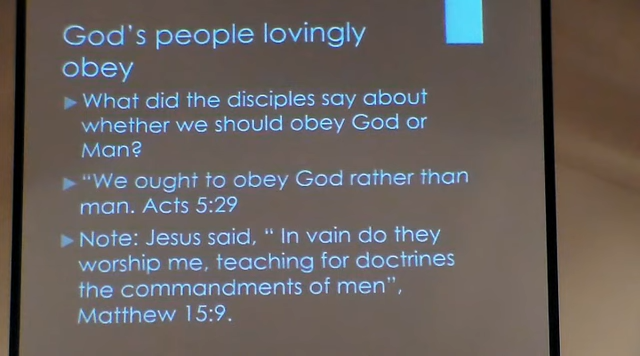 God's people lovingly
obey
What did the disciples say about
whether we should obey God or
Man?
"We ought to obey God rather than
man. Acts 5:29
Note: Jesus said, " In vain do they
worship me, teaching for doctrines
the commandments of men",
Matthew 15:9.